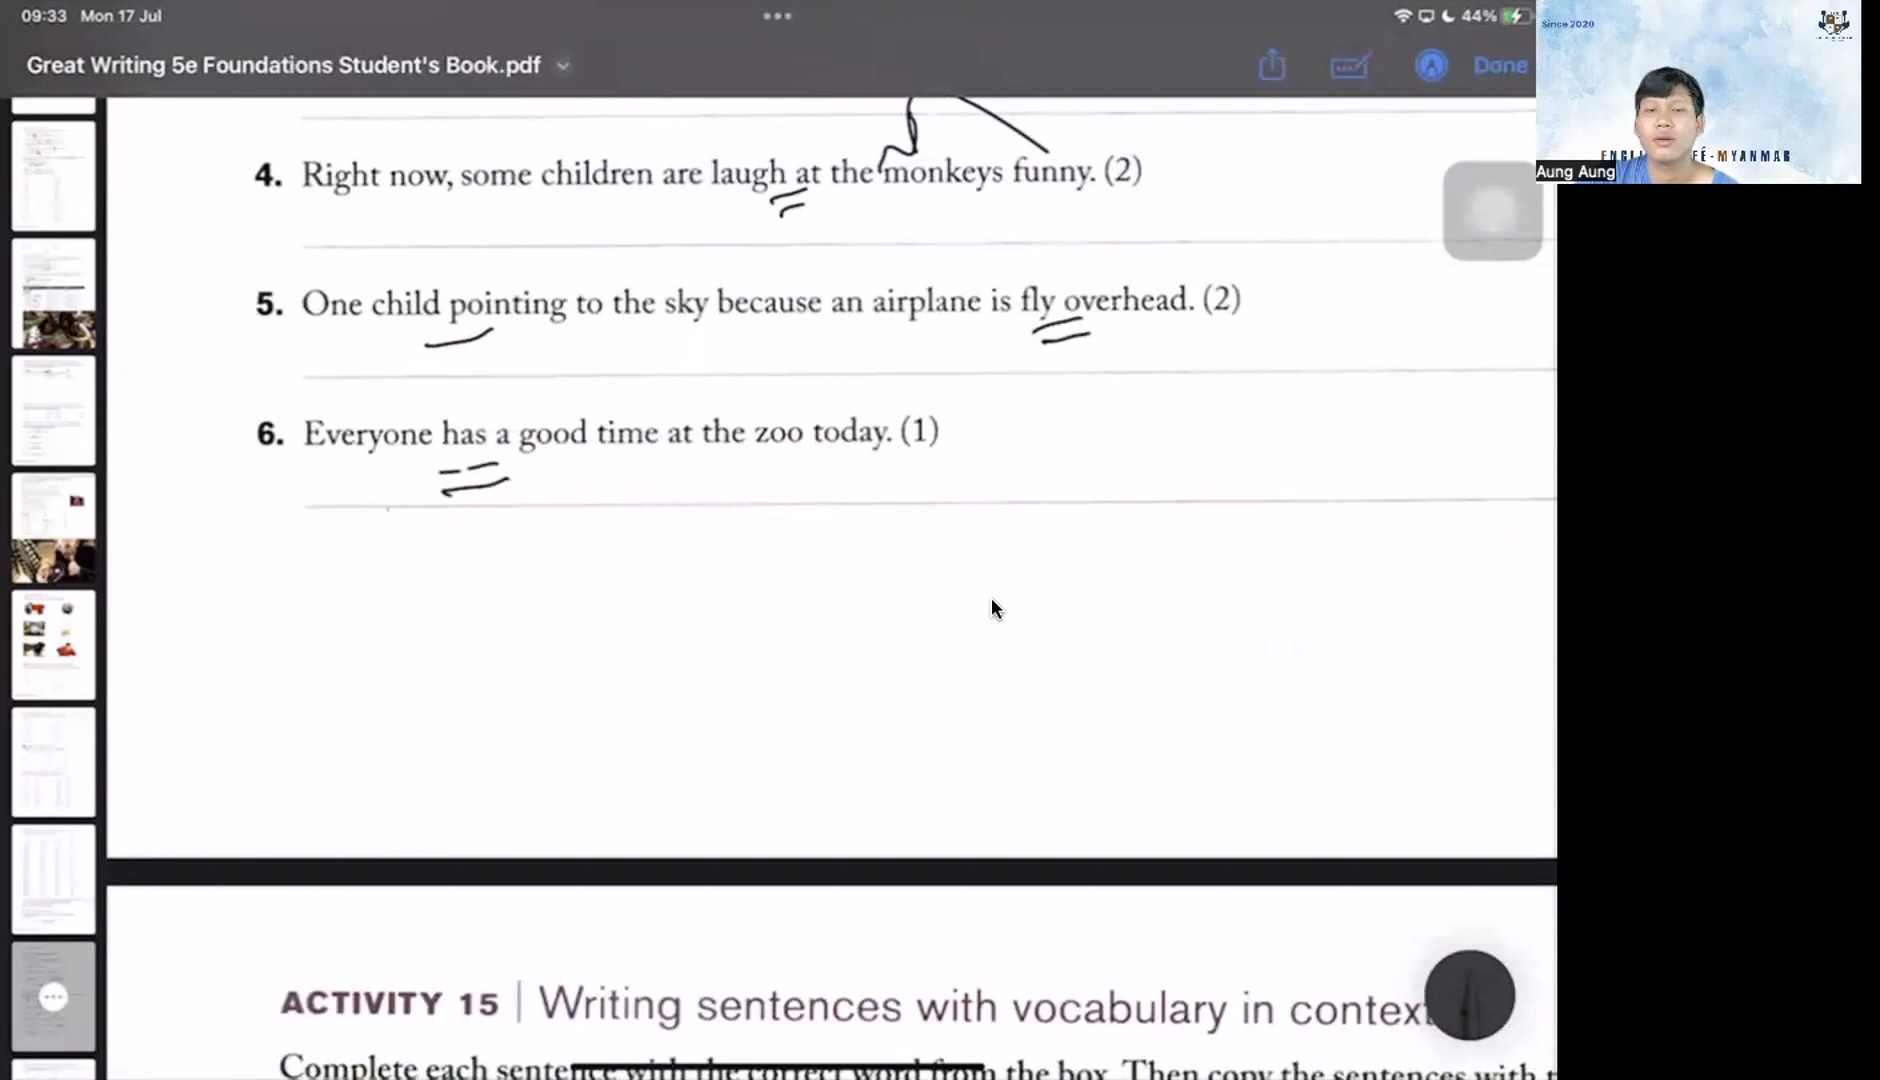 09:33 Mon 17 Jul
44%
Great Writing 5e Foundations Student's Book.pdf
Done
Since 2020
Aung Aung
4. Right now, some children are laugh at the monkeys funny. (2)
5. One child pointing to the sky because an airplane is fly overhead. (2)
6. Everyone has a good time at the zoo today. (1)
ACTIVITY 15 | Writing sentences with vocabulary in context
Complete each sentence with the correct word from the box. Then copy the sentences with